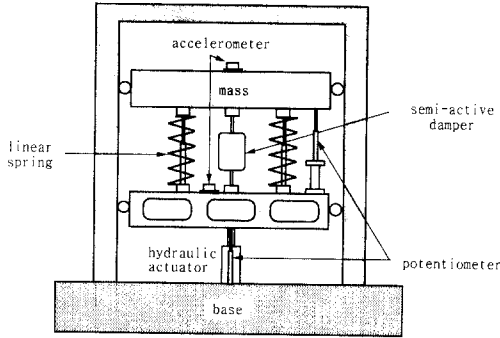 accelerometer
mass
semi-active
damper
linear
spring
hydraulic
actuator
potentiometer
base